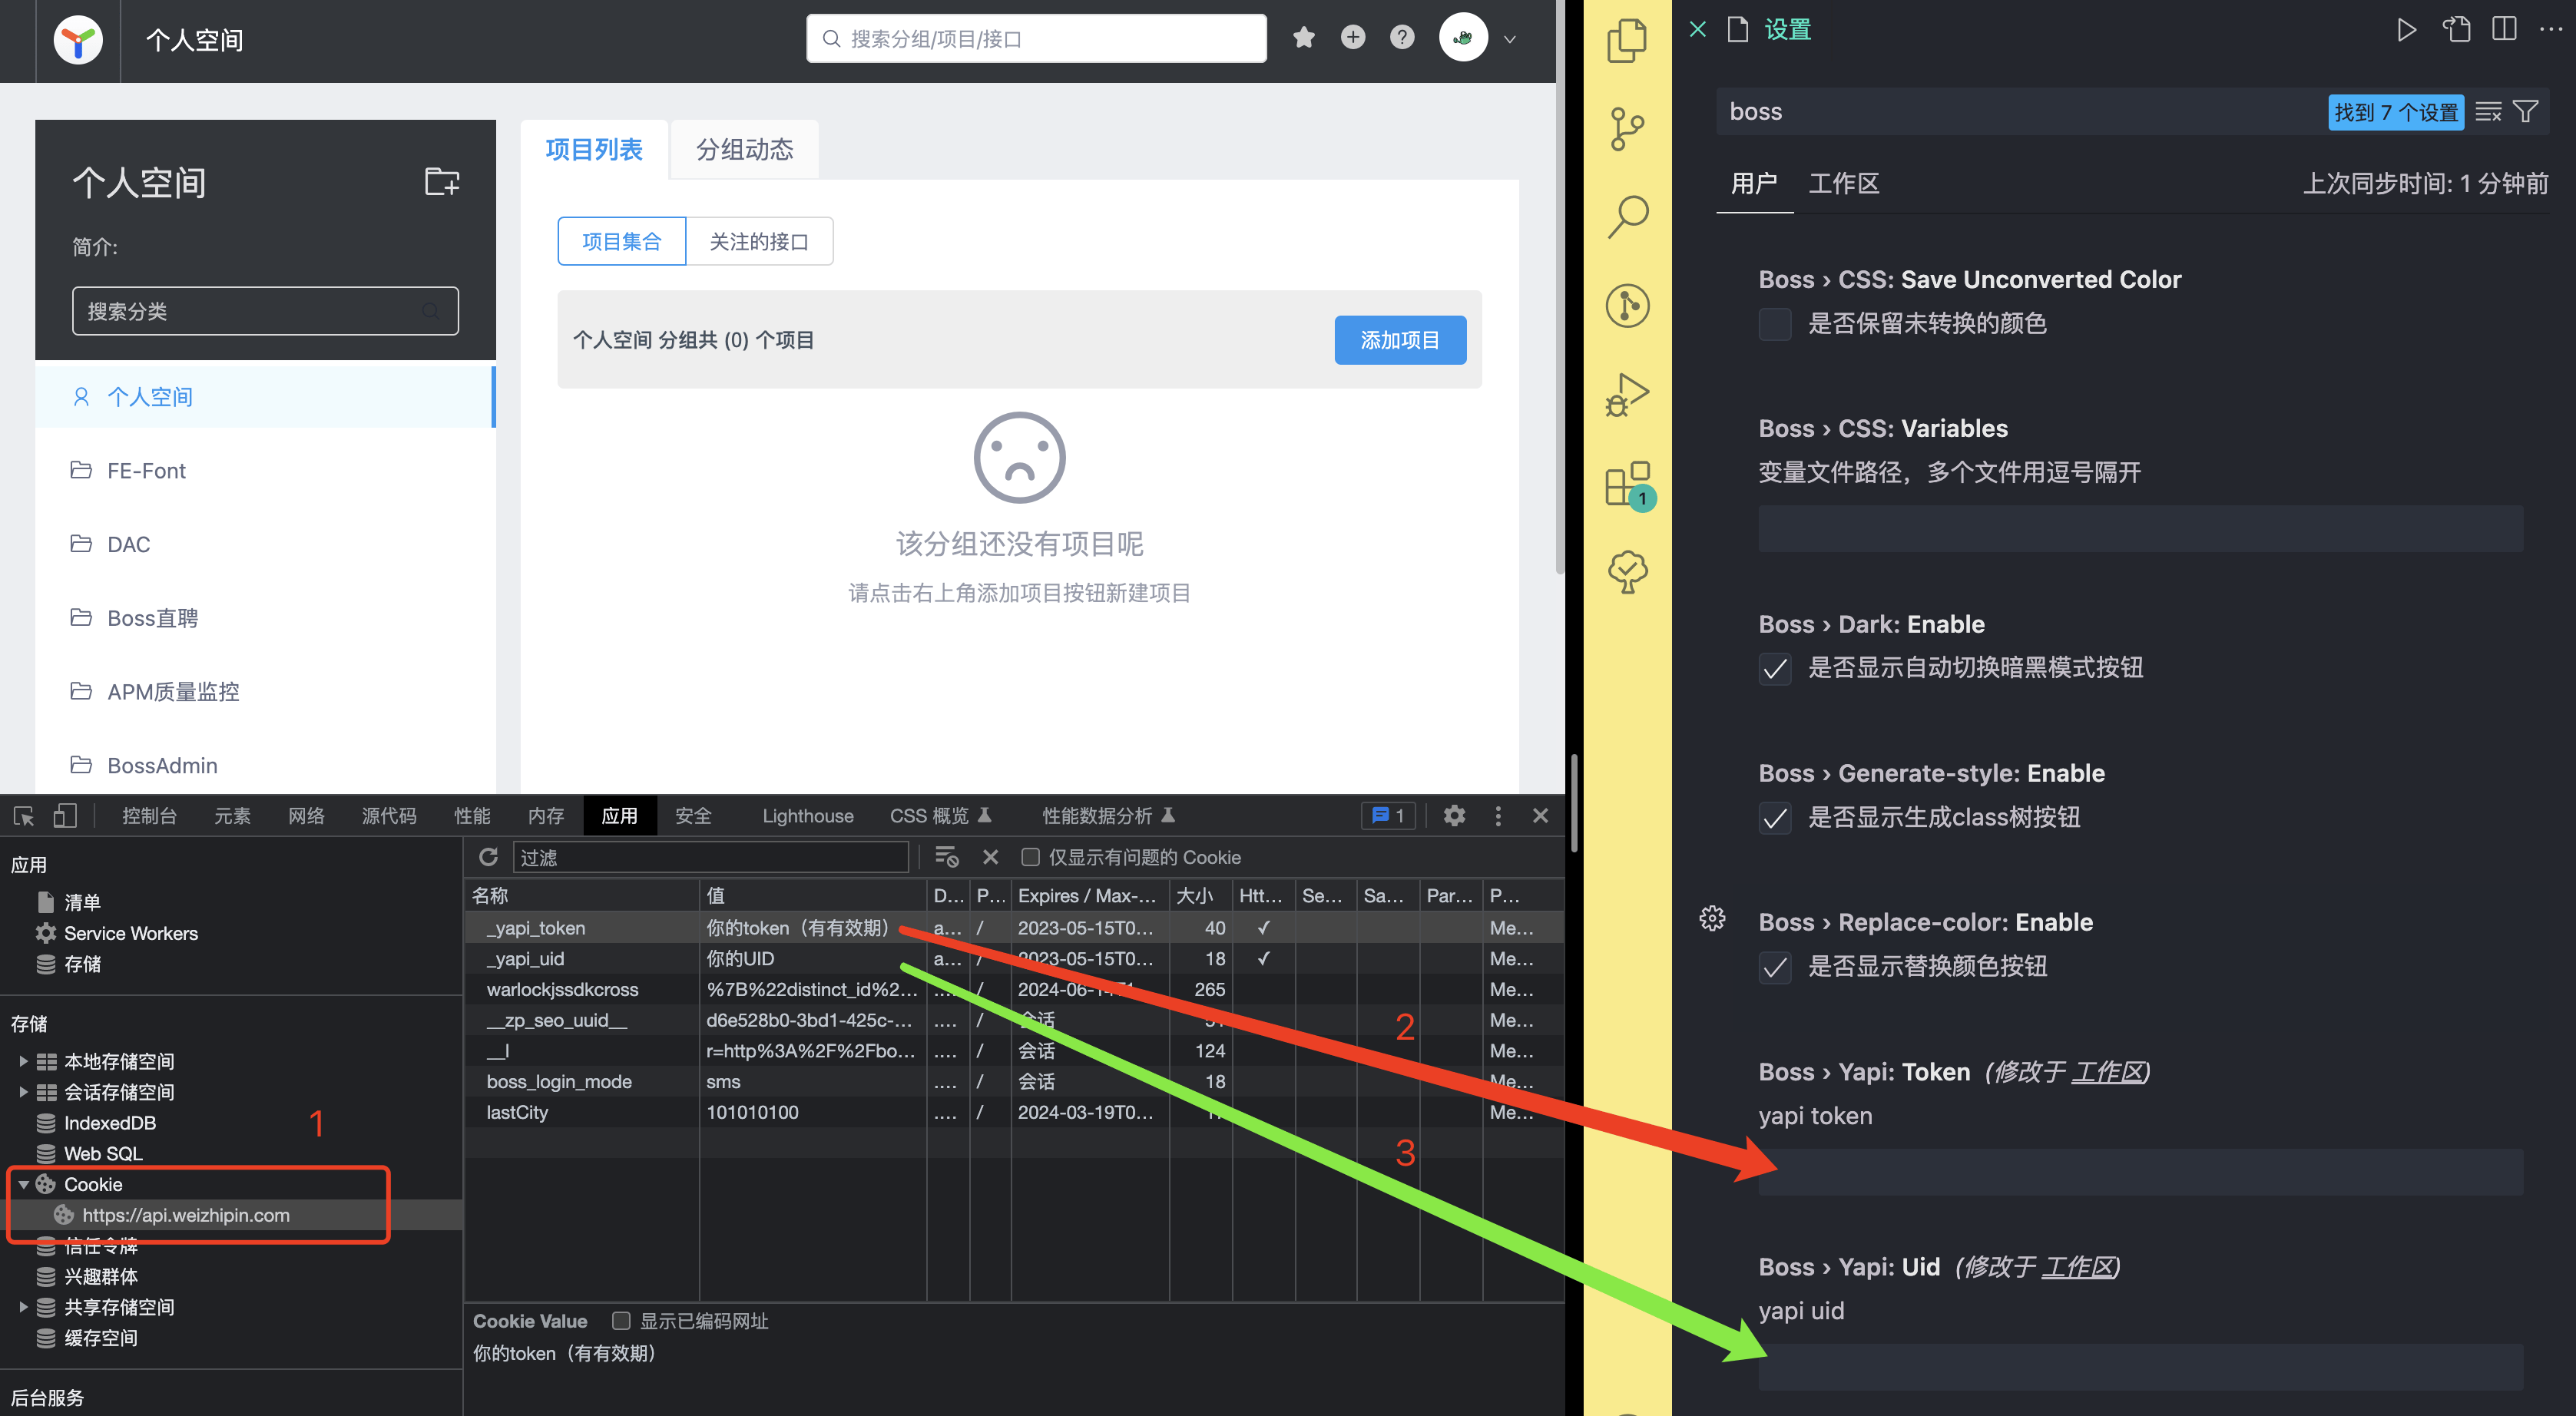 个人空间
搜索分组/项目/接口
个人空间
简介:
搜索分类
个人空间
FE-Font
DAC
Boss直聘
APM质量监控
BossAdmin
项目列表
分组动态
项目集合
关注的接口
个人空间 分组共 (0) 个项目
添加项目
该分组还没有项目呢
请点击右上角添加项目按钮新建项目
控制台 元素 网络 源代码 性能 内存 应用 安全 Lighthouse CSS 概览 性能数据分析 1
应用
清单
Service Workers
存储
存储
本地存储空间
会话存储空间
IndexedDB
1
Web SQL
Cookie
https://api.weizhipin.com
信任令牌
兴趣群体
共享存储空间
缓存空间
后台服务
过滤
仅显示有问题的 Cookie
名称 值 D... P... Expires / Max-... 大小 Htt... Se... Sa... Par... P...
_yapi_token 你的token（有有效期） a... / 2023-05-15T0... 40 ✓ Me...
_yapi_uid 你的UID a... / 2023-05-15T0... 18 ✓ Me...
warlockjssdkcross %7B%22distinct_id%2... .... / 265 Me...
__zp_seo_uuid__ d6e528b0-3bd1-425c-... .... / 会话 Me...
__l r=http%3A%2F%2Fbo... .... / 会话 124 Me...
boss_login_mode sms .... / 会话 18 Me...
lastCity 101010100 .... / 2024-03-19T0... Me...
2
3
Cookie Value 显示已编码网址
你的token（有有效期）
1
设置
boss
找到 7 个设置
用户 工作区
上次同步时间: 1 分钟前
Boss › CSS: Save Unconverted Color
是否保留未转换的颜色
Boss › CSS: Variables
变量文件路径，多个文件用逗号隔开
Boss › Dark: Enable
是否显示自动切换暗黑模式按钮
Boss › Generate-style: Enable
是否显示生成class树按钮
Boss › Replace-color: Enable
是否显示替换颜色按钮
Boss › Yapi: Token (修改于 工作区)
yapi token
Boss › Yapi: Uid (修改于 工作区)
yapi uid